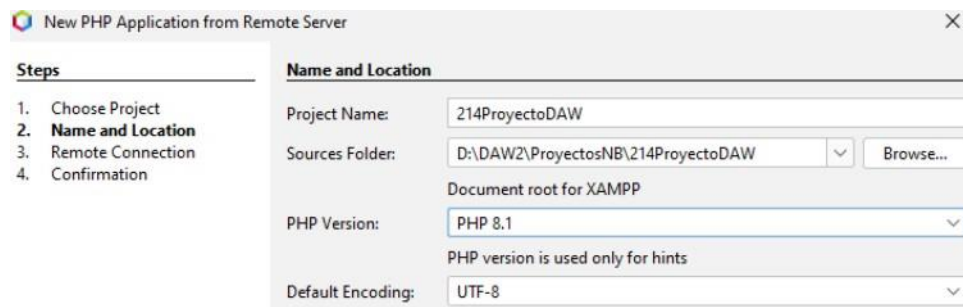 New PHP Application from Remote Server
Steps
1. Choose Project
2. Name and Location
3. Remote Connection
4. Confirmation
Name and Location
Project Name: 214ProyectoDAW
Sources Folder: D:\DAW2\ProyectosNB\214ProyectoDAW Browse...
Document root for XAMPP
PHP Version: PHP 8.1
PHP version is used only for hints
Default Encoding: UTF-8